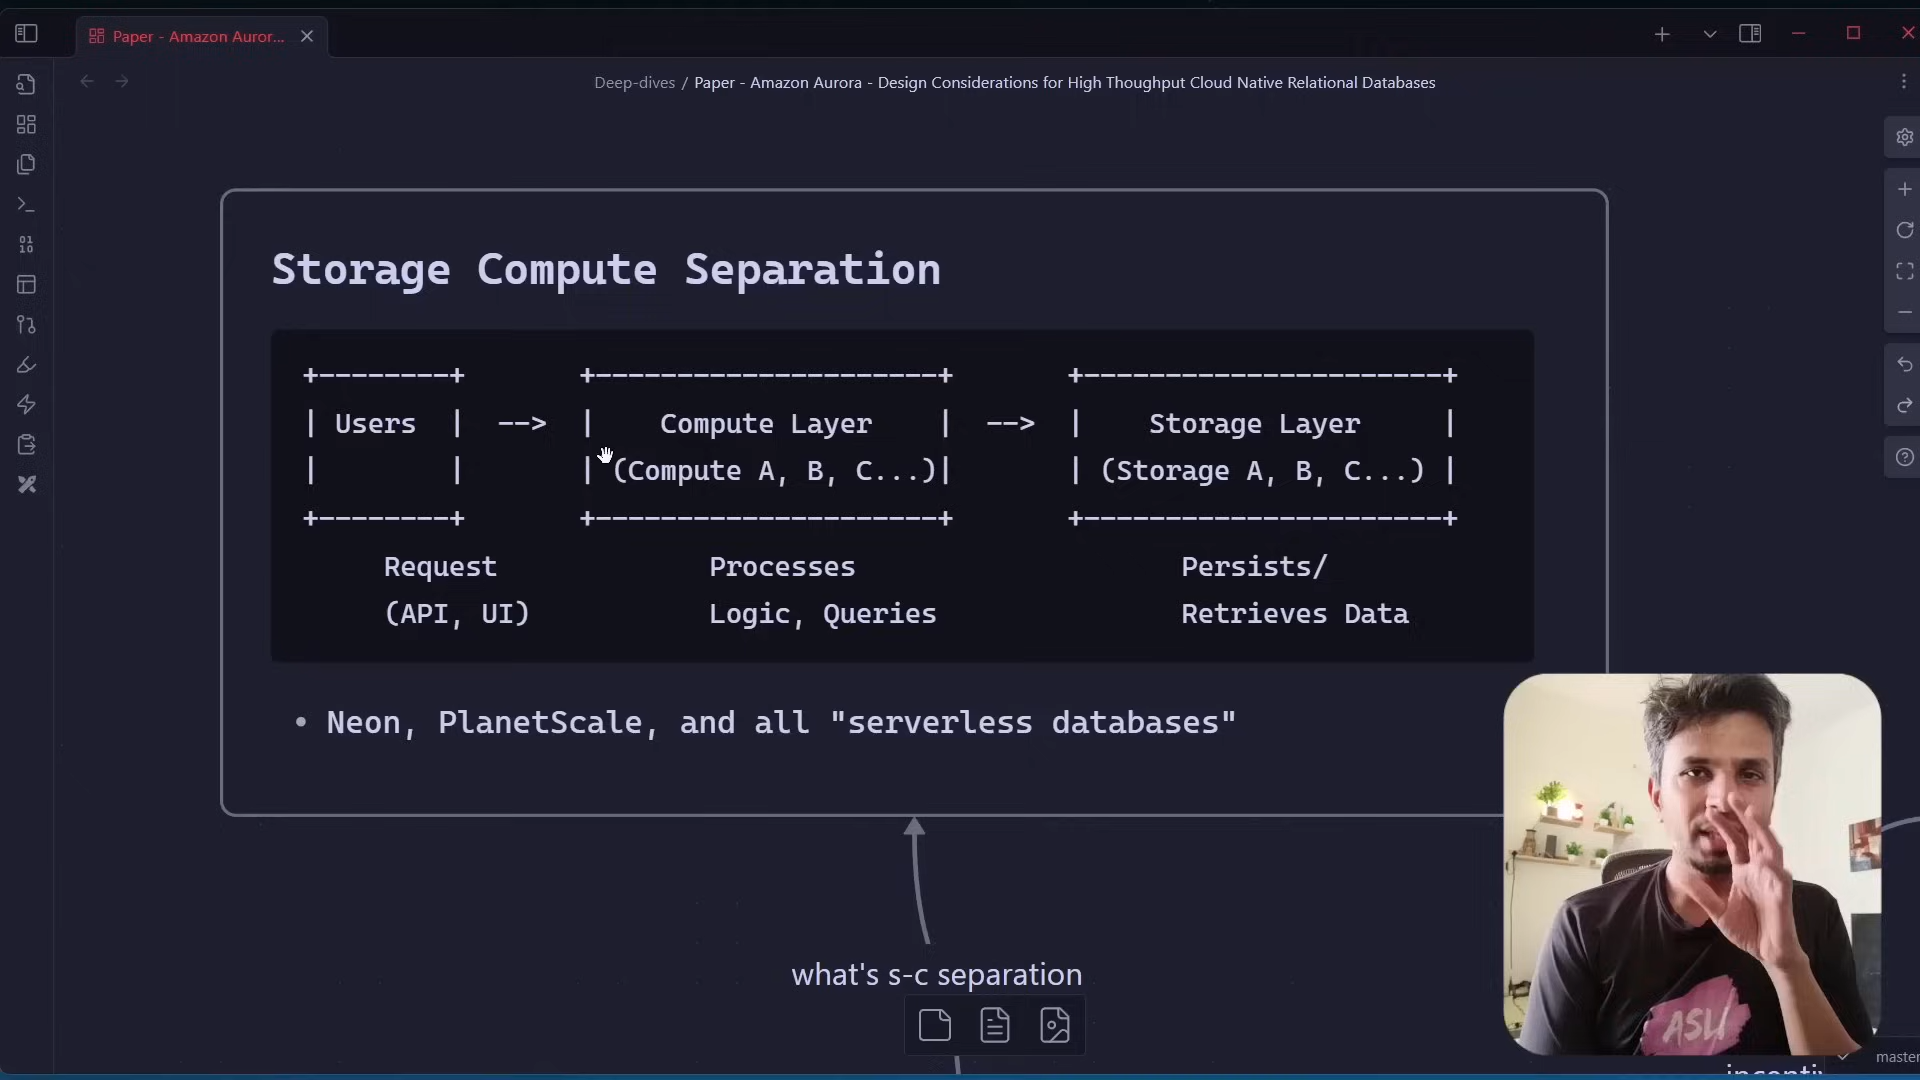 Paper - Amazon Auror...
Deep-dives / Paper - Amazon Aurora - Design Considerations for High Thoughput Cloud Native Relational Databases
Storage Compute Separation
+--------+ +----------------------+ +-----------------------+
| Users | --> | Compute Layer | --> | Storage Layer |
| | | (Compute A, B, C...)| | (Storage A, B, C...) |
+--------+ +----------------------+ +-----------------------+
Request Processes Persists/
(API, UI) Logic, Queries Retrieves Data
• Neon, PlanetScale, and all "serverless databases"
what's s-c separation
ASU
master